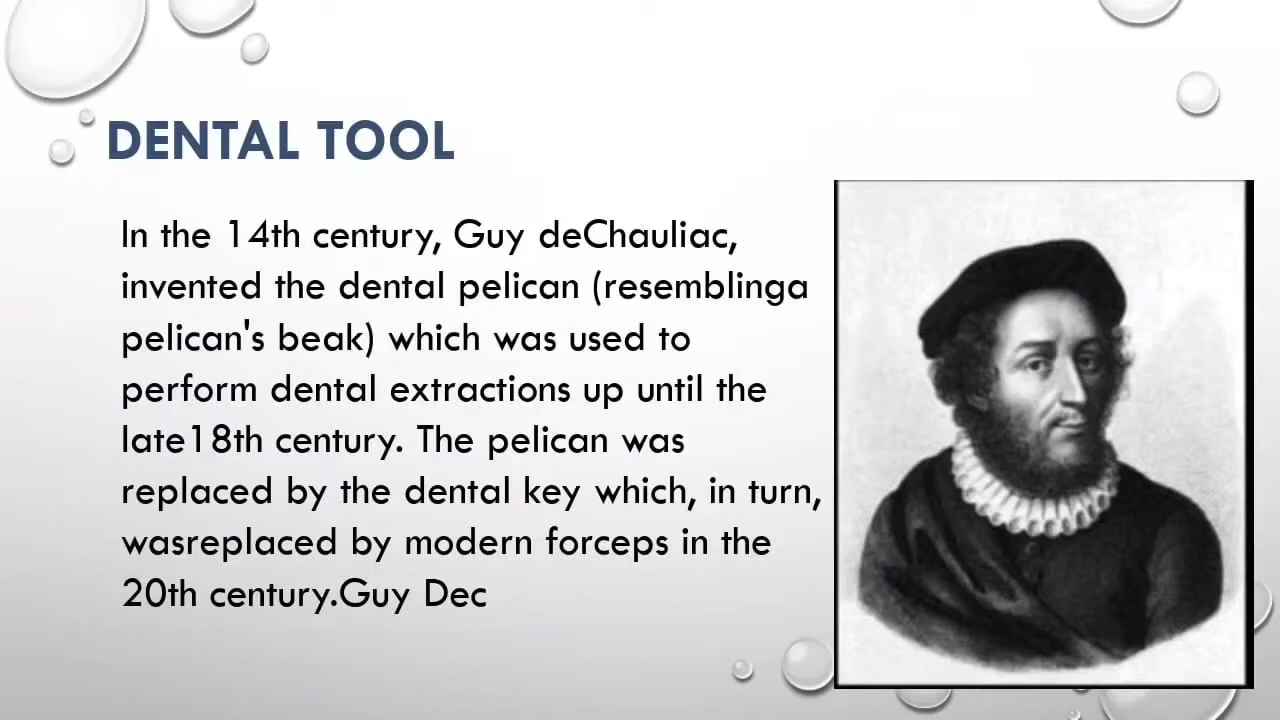 DENTAL TOOL
In the 14th century, Guy deChauliac,
invented the dental pelican (resemblinga
pelican's beak) which was used to
perform dental extractions up until the
late18th century. The pelican was
replaced by the dental key which, in turn,
wasreplaced by modern forceps in the
20th century.Guy Dec